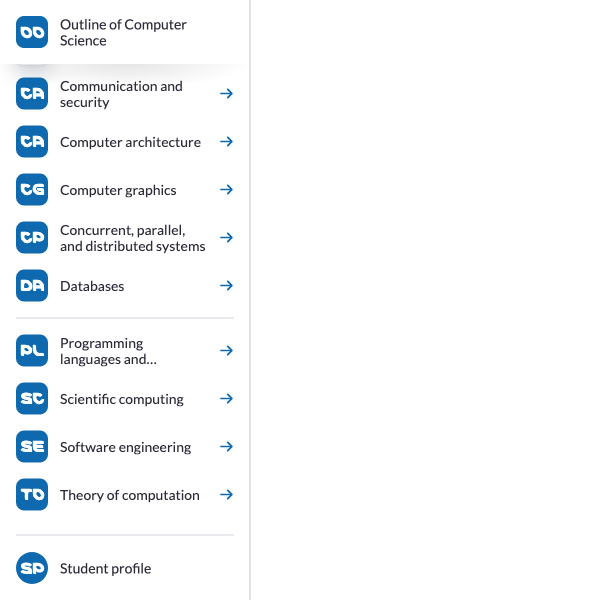 OO
Outline of Computer
Science
CA
Communication and
security
CA
Computer architecture
CG
Computer graphics
CP
Concurrent, parallel,
and distributed systems
DA
Databases
PL
Programming
languages and...
SC
Scientific computing
SE
Software engineering
TO
Theory of computation
SP
Student profile